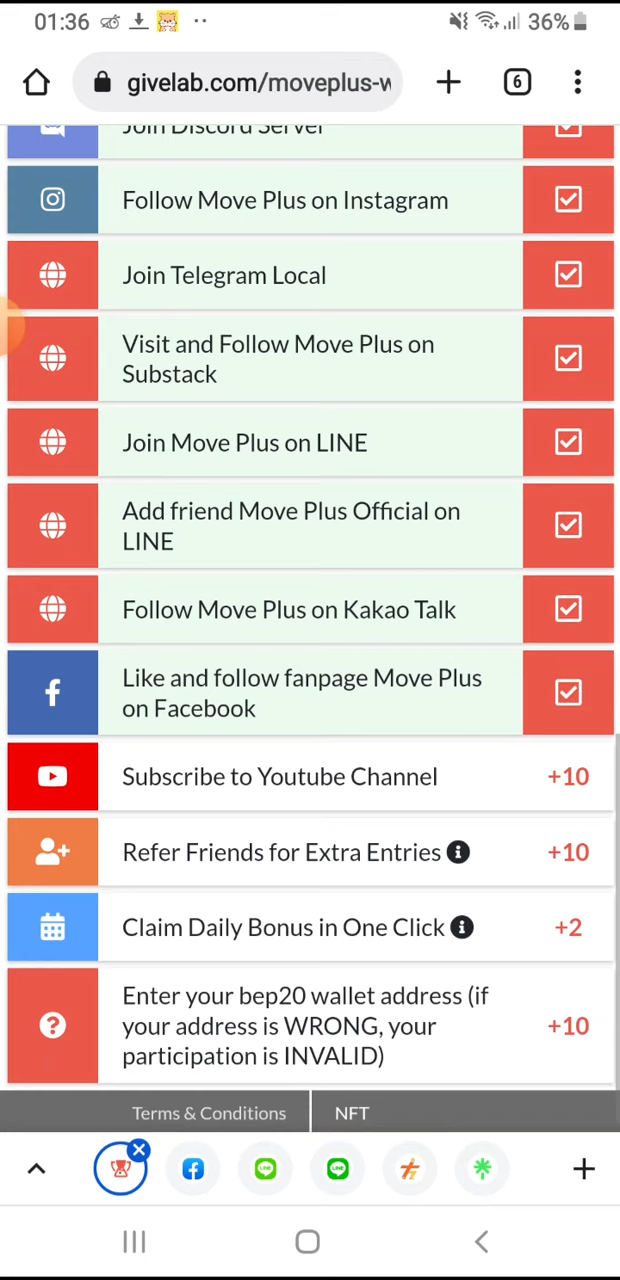 01:36
36%
givelab.com/moveplus-w
6
Join Discord Server
Follow Move Plus on Instagram
Join Telegram Local
Visit and Follow Move Plus on
Substack
Join Move Plus on LINE
Add friend Move Plus Official on
LINE
Follow Move Plus on Kakao Talk
Like and follow fanpage Move Plus
on Facebook
Subscribe to Youtube Channel
+10
Refer Friends for Extra Entries
+10
Claim Daily Bonus in One Click
+2
Enter your bep20 wallet address (if
your address is WRONG, your
participation is INVALID)
+10
Terms & Conditions
NFT
LINE
LINE